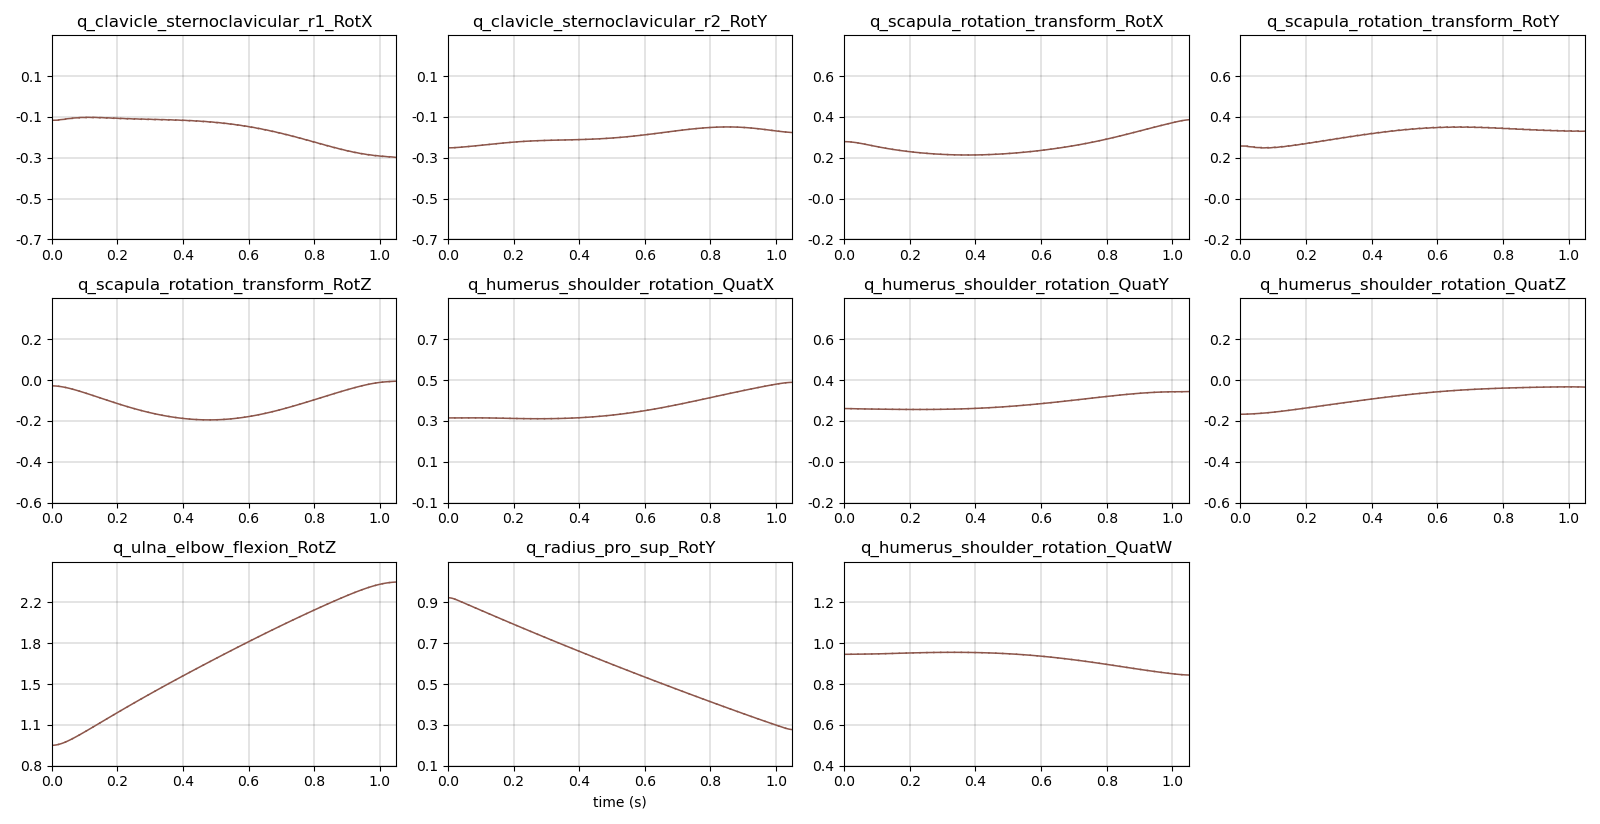 q_clavicle_sternoclavicular_r1_RotX q_clavicle_sternoclavicular_r2_RotY q_scapula_rotation_transform_RotX q_scapula_rotation_transform_RotY
0.1 0.1 0.6 0.6
-0.1 -0.1 0.4 0.4
-0.3 -0.3 0.2 0.2
-0.5 -0.5 -0.0 -0.0
-0.7 -0.7 -0.2 -0.2
0.0 0.2 0.4 0.6 0.8 1.0 0.0 0.2 0.4 0.6 0.8 1.0 0.0 0.2 0.4 0.6 0.8 1.0 0.0 0.2 0.4 0.6 0.8 1.0
q_scapula_rotation_transform_RotZ q_humerus_shoulder_rotation_QuatX q_humerus_shoulder_rotation_QuatY q_humerus_shoulder_rotation_QuatZ
0.2 0.7 0.6 0.2
0.0 0.5 0.4 0.0
-0.2 0.3 0.2 -0.2
-0.4 0.1 -0.0 -0.4
-0.6 -0.1 -0.2 -0.6
0.0 0.2 0.4 0.6 0.8 1.0 0.0 0.2 0.4 0.6 0.8 1.0 0.0 0.2 0.4 0.6 0.8 1.0 0.0 0.2 0.4 0.6 0.8 1.0
q_ulna_elbow_flexion_RotZ q_radius_pro_sup_RotY q_humerus_shoulder_rotation_QuatW
2.2 0.9 1.2
1.8 0.7 1.0
1.5 0.5 0.8
1.1 0.3 0.6
0.8 0.1 0.4
0.0 0.2 0.4 0.6 0.8 1.0 0.0 0.2 0.4 0.6 0.8 1.0 0.0 0.2 0.4 0.6 0.8 1.0
time (s)